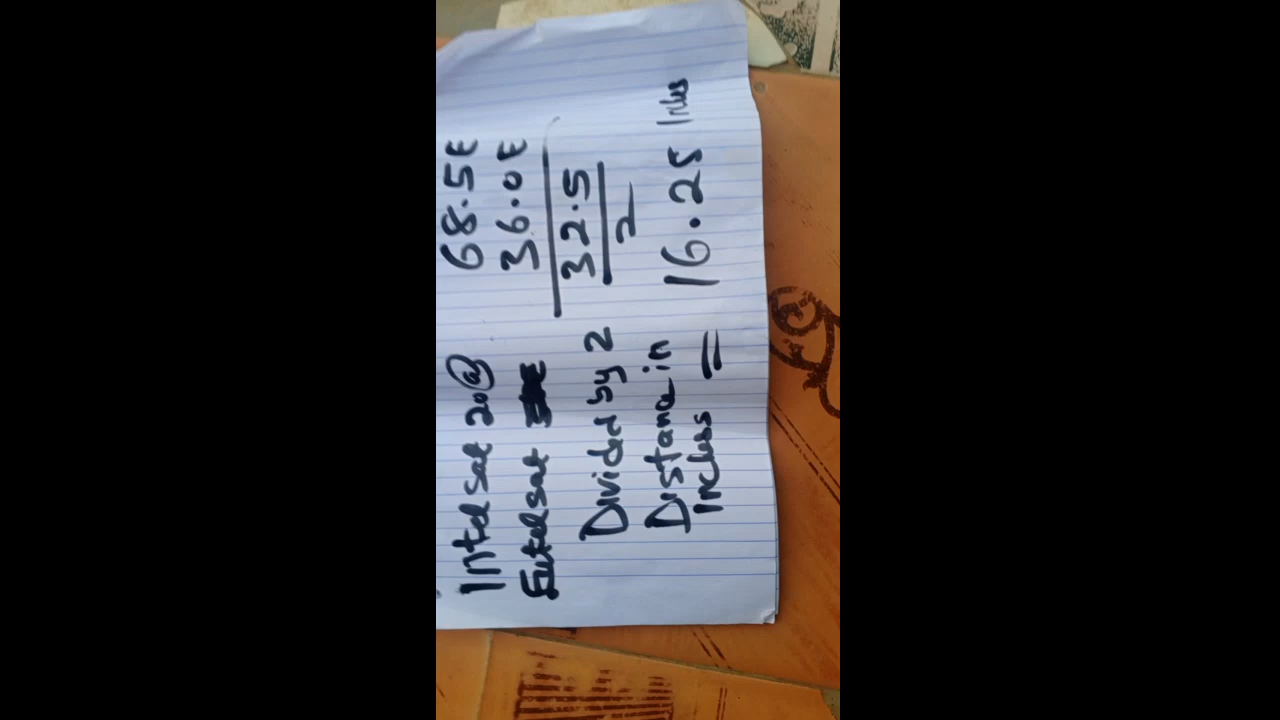 Intelsat 20@ 68.5E
Eutelsat 36.0E
32.5
Divided by 2 2
Distance in
Inches = 16.25 Inches